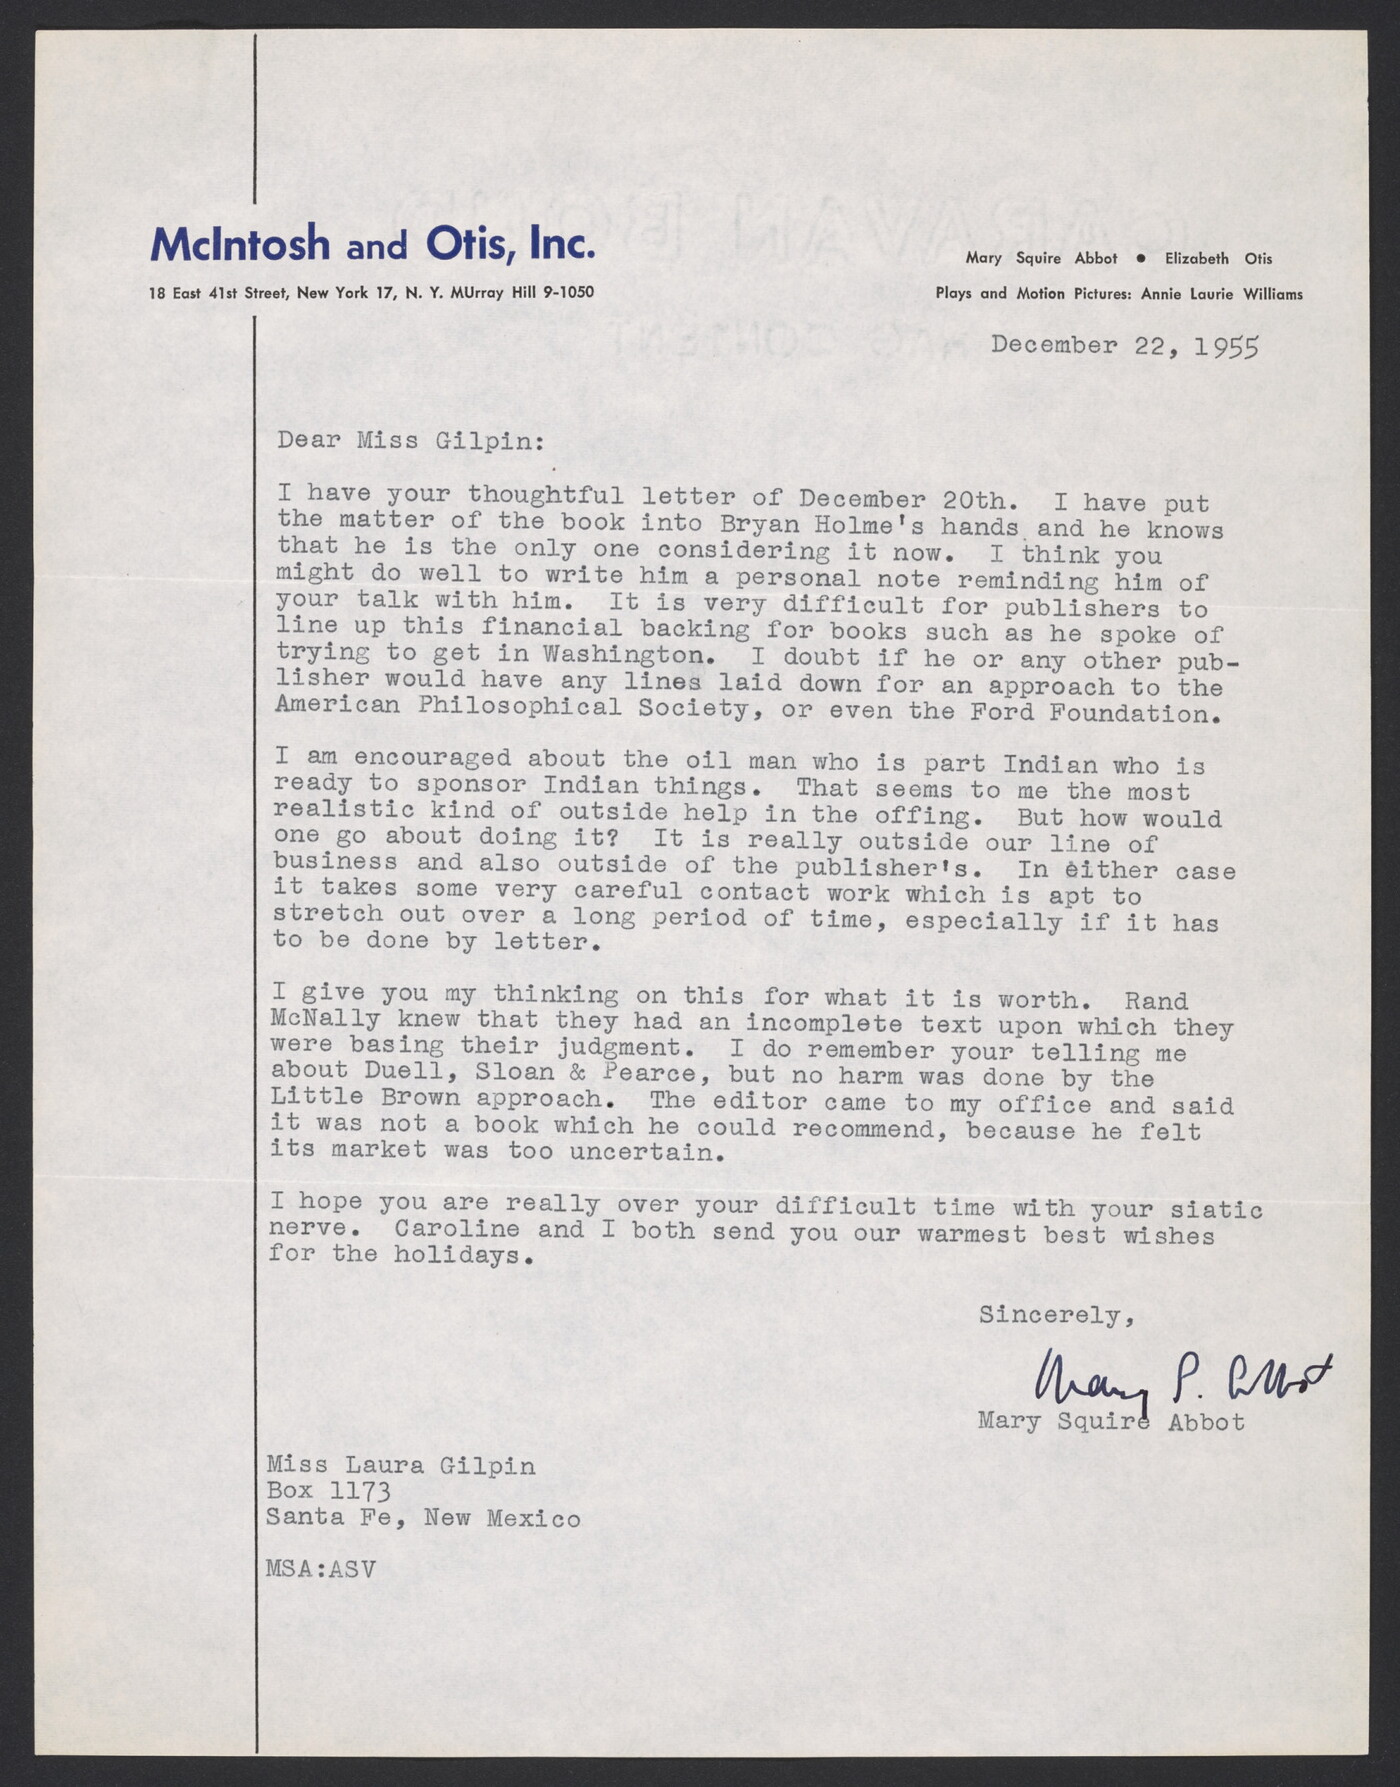 McIntosh and Otis, Inc.
18 East 41st Street, New York 17, N. Y. MUrray Hill 9-1050
Mary Squire Abbot ● Elizabeth Otis
Plays and Motion Pictures: Annie Laurie Williams
December 22, 1955
Dear Miss Gilpin:
I have your thoughtful letter of December 20th. I have put
the matter of the book into Bryan Holme's hands and he knows
that he is the only one considering it now. I think you
might do well to write him a personal note reminding him of
your talk with him. It is very difficult for publishers to
line up this financial backing for books such as he spoke of
trying to get in Washington. I doubt if he or any other pub-
lisher would have any lines laid down for an approach to the
American Philosophical Society, or even the Ford Foundation.
I am encouraged about the oil man who is part Indian who is
ready to sponsor Indian things. That seems to me the most
realistic kind of outside help in the offing. But how would
one go about doing it? It is really outside our line of
business and also outside of the publisher's. In either case
it takes some very careful contact work which is apt to
stretch out over a long period of time, especially if it has
to be done by letter.
I give you my thinking on this for what it is worth. Rand
McNally knew that they had an incomplete text upon which they
were basing their judgment. I do remember your telling me
about Duell, Sloan & Pearce, but no harm was done by the
Little Brown approach. The editor came to my office and said
it was not a book which he could recommend, because he felt
its market was too uncertain.
I hope you are really over your difficult time with your siatic
nerve. Caroline and I both send you our warmest best wishes
for the holidays.
Sincerely,
Mary S. Abbot
Mary Squire Abbot
Miss Laura Gilpin
Box 1173
Santa Fe, New Mexico
MSA:ASV